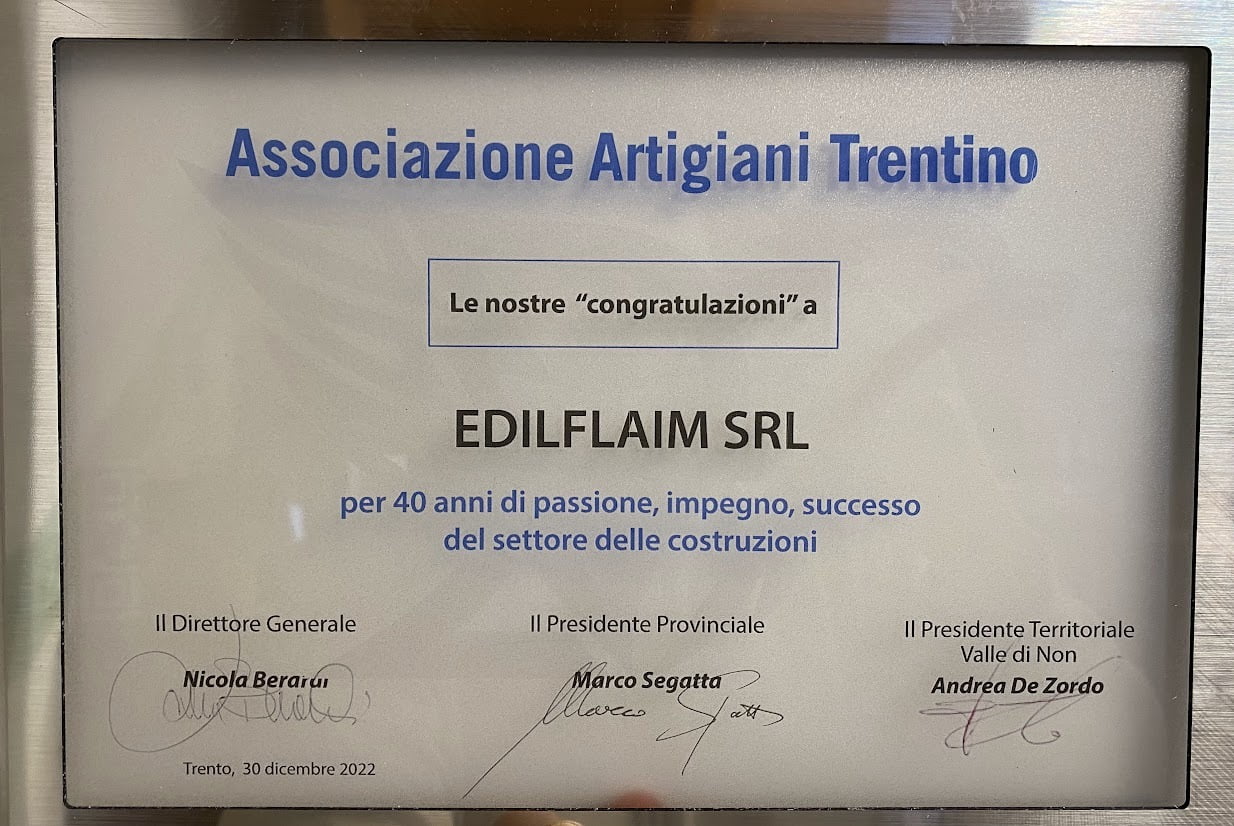 Associazione Artigiani Trentino
Le nostre “congratulazioni” a
EDILFLAIM SRL
per 40 anni di passione, impegno, successo
del settore delle costruzioni
Il Direttore Generale
Nicola Berardi
Il Presidente Provinciale
Marco Segatta
Il Presidente Territoriale
Valle di Non
Andrea De Zordo
Trento, 30 dicembre 2022